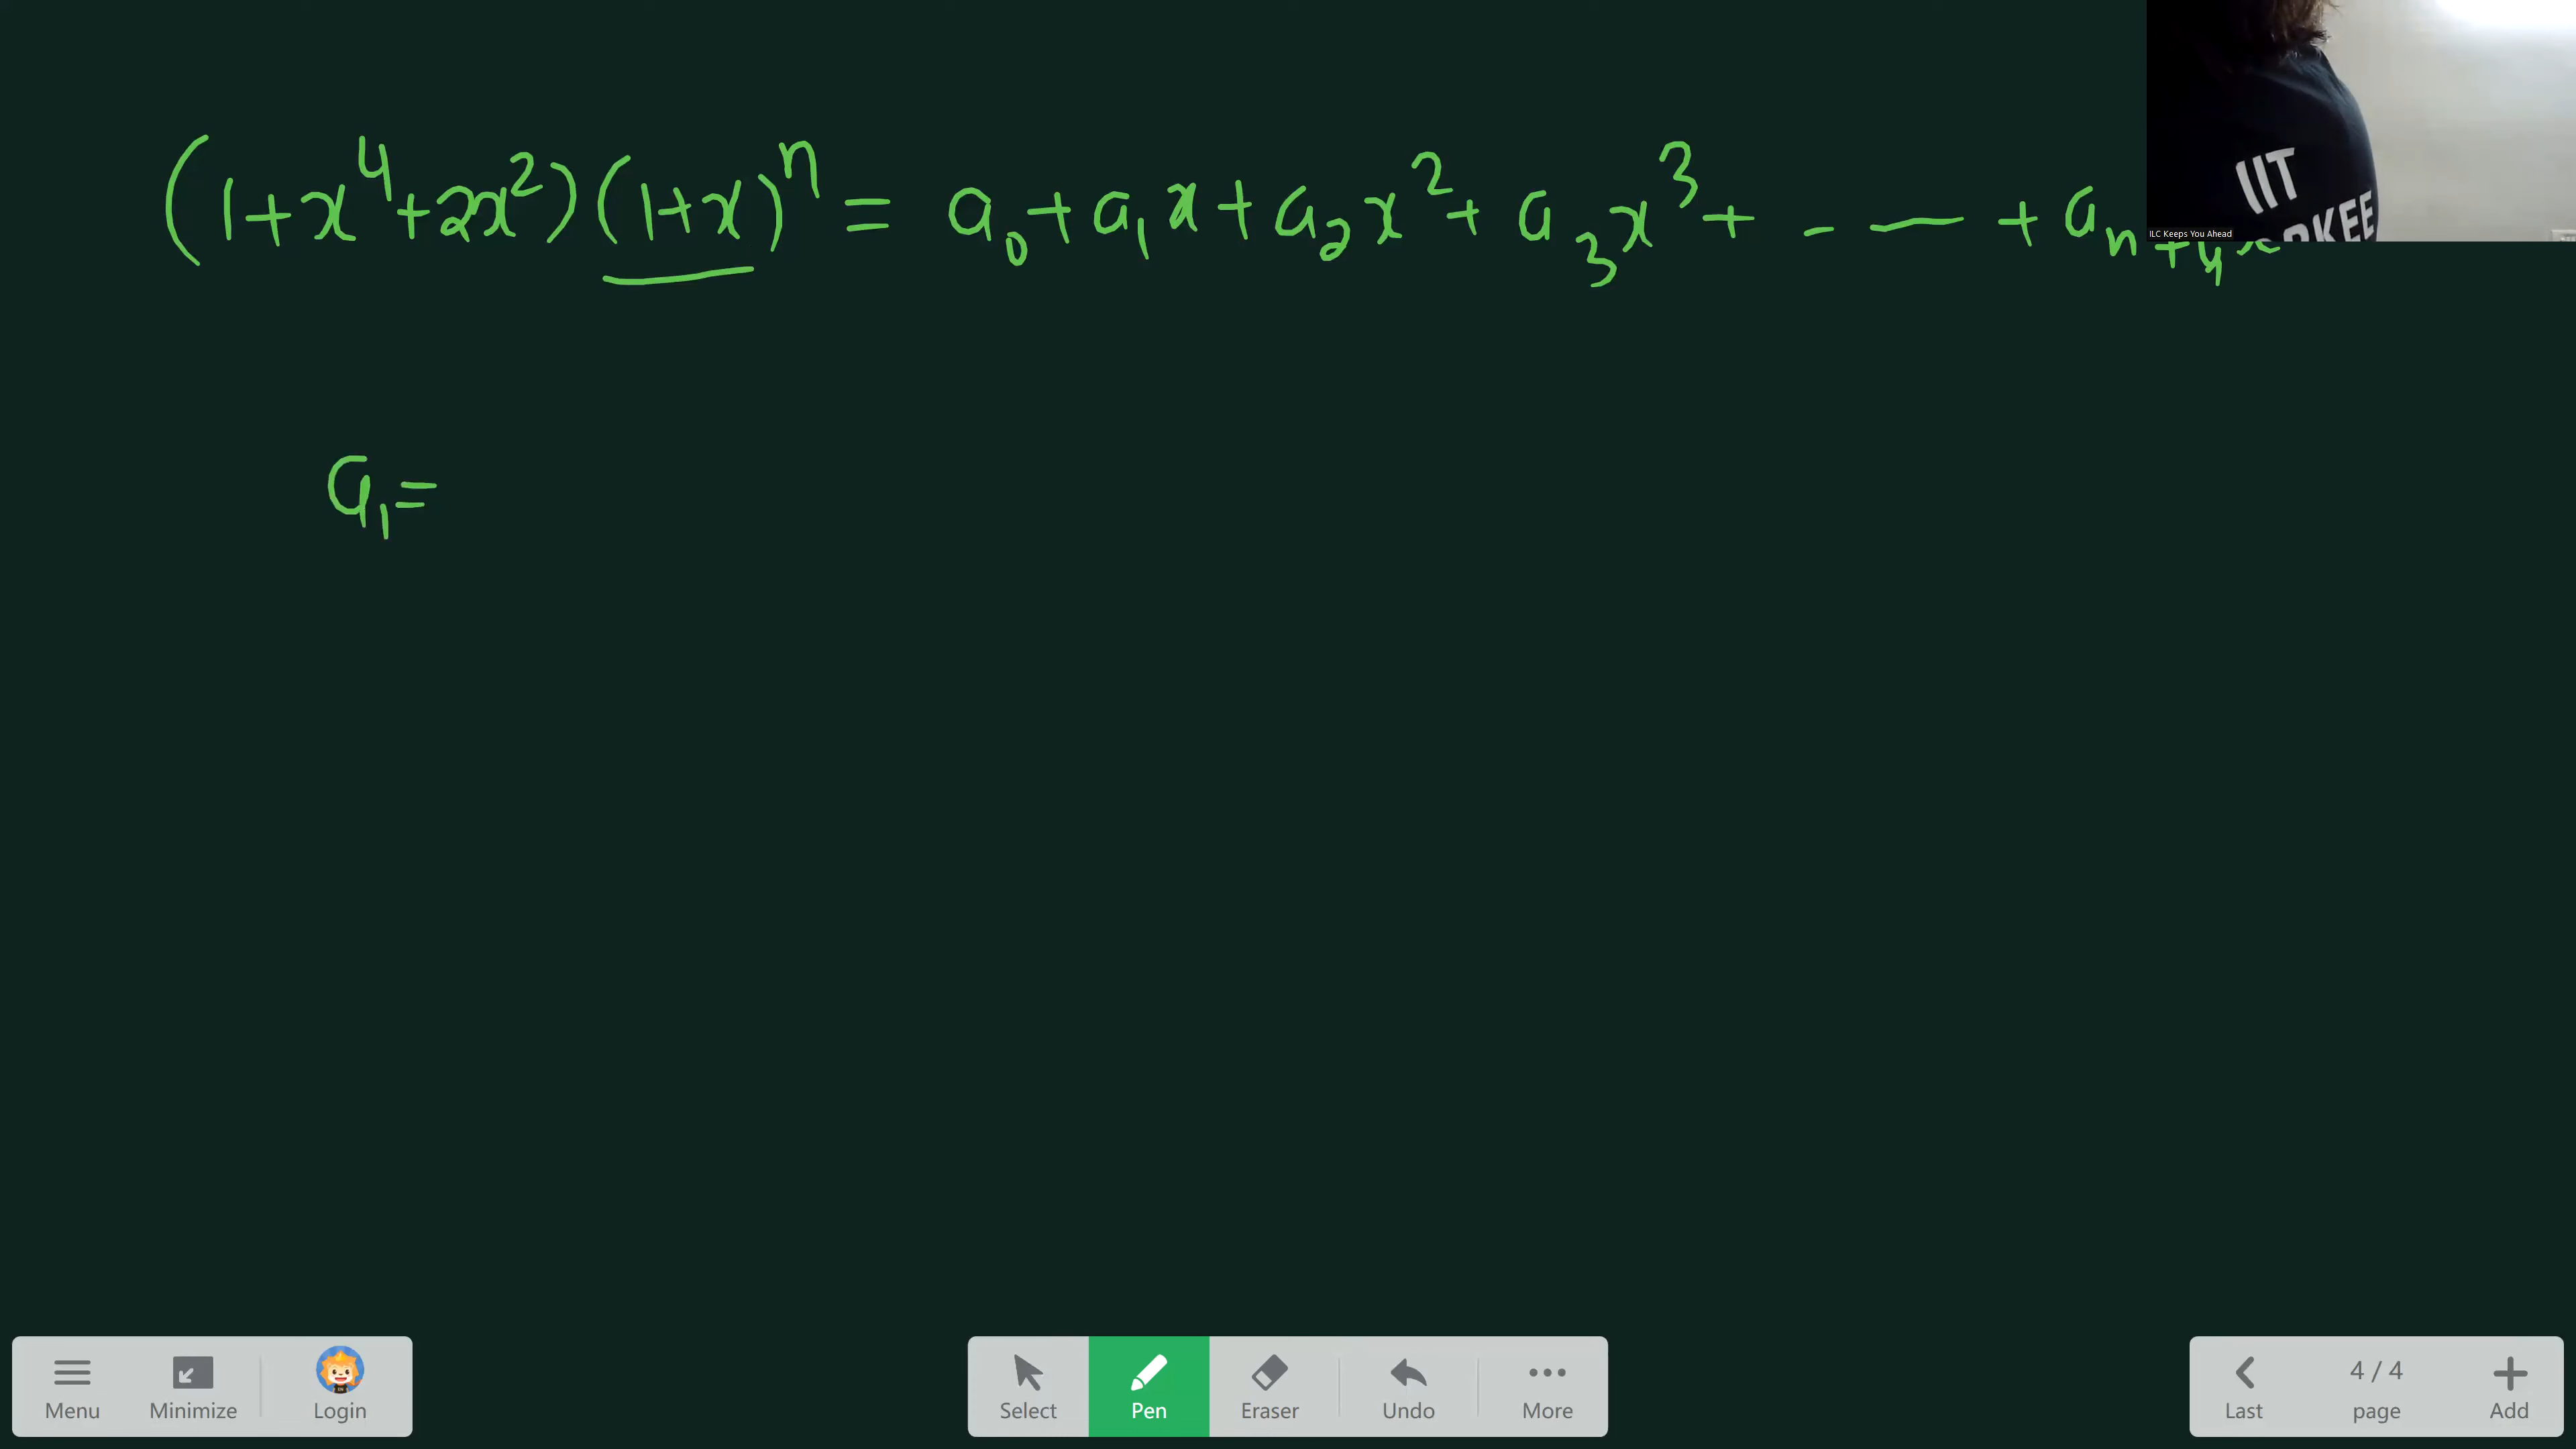 (1+x⁴+2x²)(1+x)ⁿ = a₀+a₁x+a₂x²+a₃x³+ - — + aₙ₊₄x
IIT
ILC Keeps You Ahead
a₁=
Menu Minimize Login Select Pen Eraser Undo More Last 4 / 4 page Add